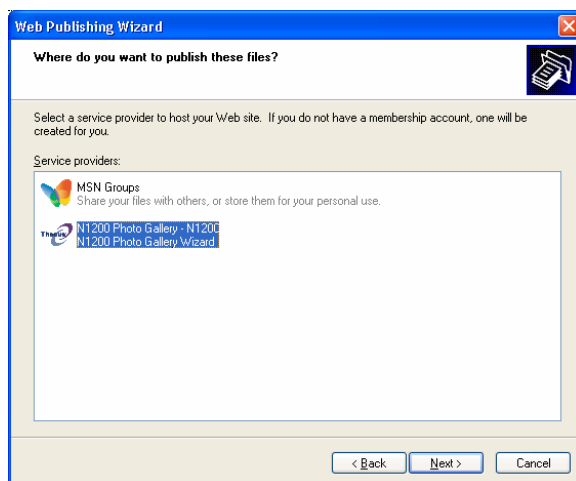 Web Publishing Wizard
Where do you want to publish these files?
Select a service provider to host your Web site. If you do not have a membership account, one will be
created for you.
Service providers:
MSN Groups
Share your files with others, or store them for your personal use.
Thecus
N1200 Photo Gallery - N1200
N1200 Photo Gallery Wizard
< Back
Next >
Cancel